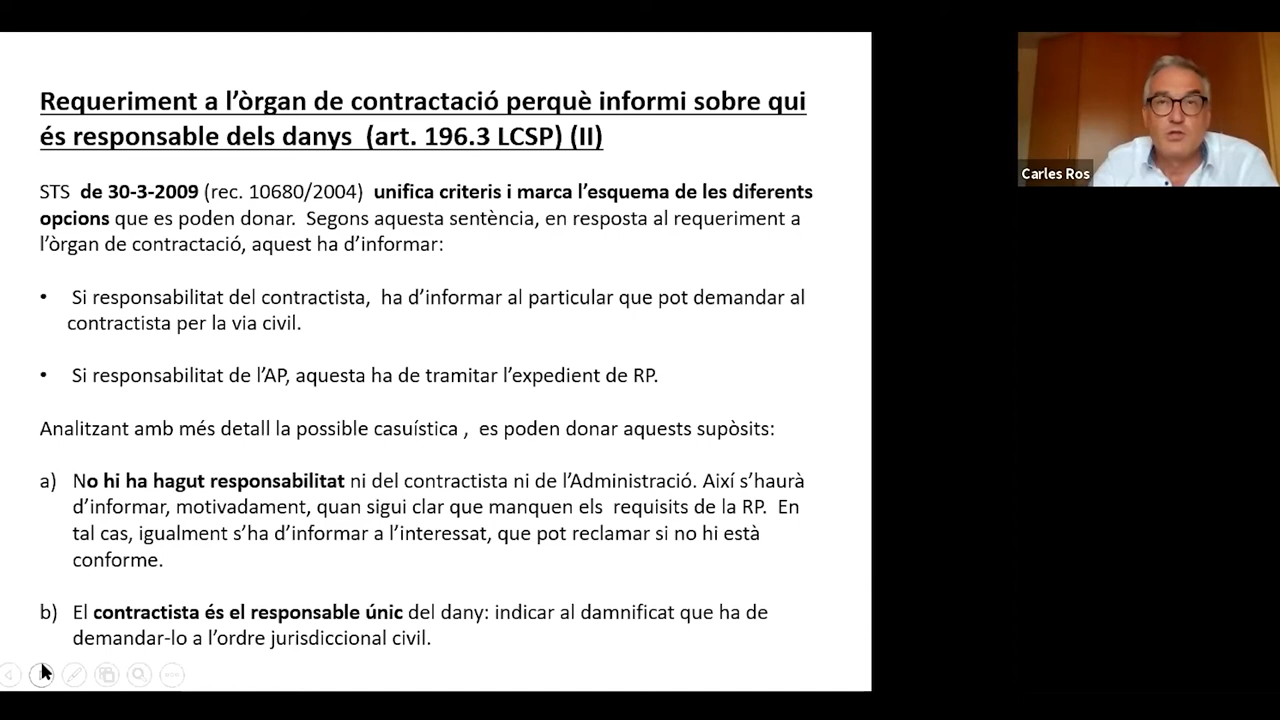 Requeriment a l’òrgan de contractació perquè informi sobre qui
és responsable dels danys (art. 196.3 LCSP) (II)
STS de 30-3-2009 (rec. 10680/2004) unifica criteris i marca l’esquema de les diferents
opcions que es poden donar. Segons aquesta sentència, en resposta al requeriment a
l’òrgan de contractació, aquest ha d’informar:
• Si responsabilitat del contractista, ha d’informar al particular que pot demandar al
contractista per la via civil.
• Si responsabilitat de l’AP, aquesta ha de tramitar l’expedient de RP.
Analitzant amb més detall la possible casuística , es poden donar aquests supòsits:
a) No hi ha hagut responsabilitat ni del contractista ni de l’Administració. Així s’haurà
d’informar, motivadament, quan sigui clar que manquen els requisits de la RP. En
tal cas, igualment s’ha d’informar a l’interessat, que pot reclamar si no hi està
conforme.
b) El contractista és el responsable únic del dany: indicar al damnificat que ha de
demandar-lo a l’ordre jurisdiccional civil.
Carles Ros